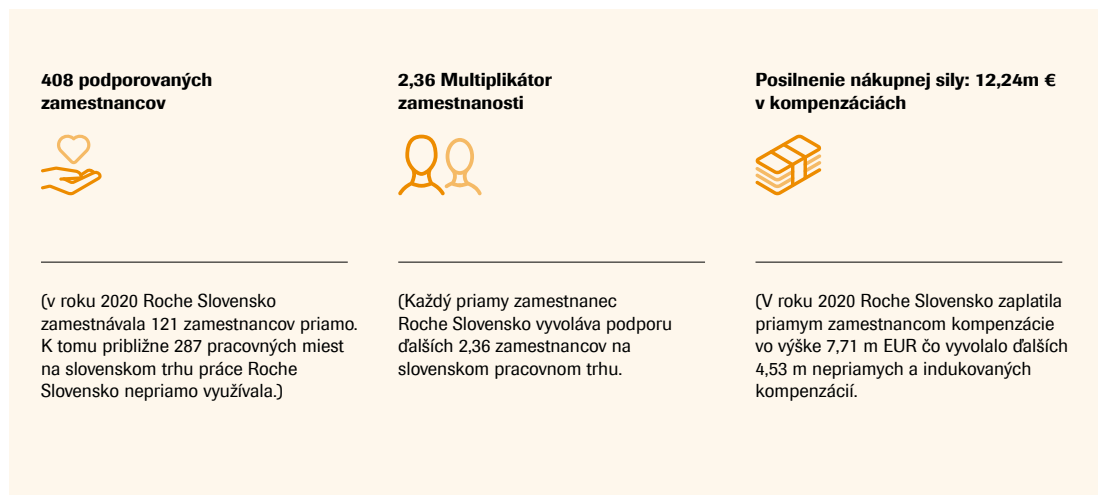 408 podporovaných
zamestnancov
(v roku 2020 Roche Slovensko
zamestnávala 121 zamestnancov priamo.
K tomu približne 287 pracovných miest
na slovenskom trhu práce Roche
Slovensko nepriamo využívala.)
2,36 Multiplikátor
zamestnanosti
(Každý priamy zamestnanec
Roche Slovensko vyvoláva podporu
ďalších 2,36 zamestnancov na
slovenskom pracovnom trhu.
Posilnenie nákupnej sily: 12,24m €
v kompenzáciách
(V roku 2020 Roche Slovensko zaplatila
priamym zamestnancom kompenzácie
vo výške 7,71 m EUR čo vyvolalo ďalších
4,53 m nepriamych a indukovaných
kompenzácií.